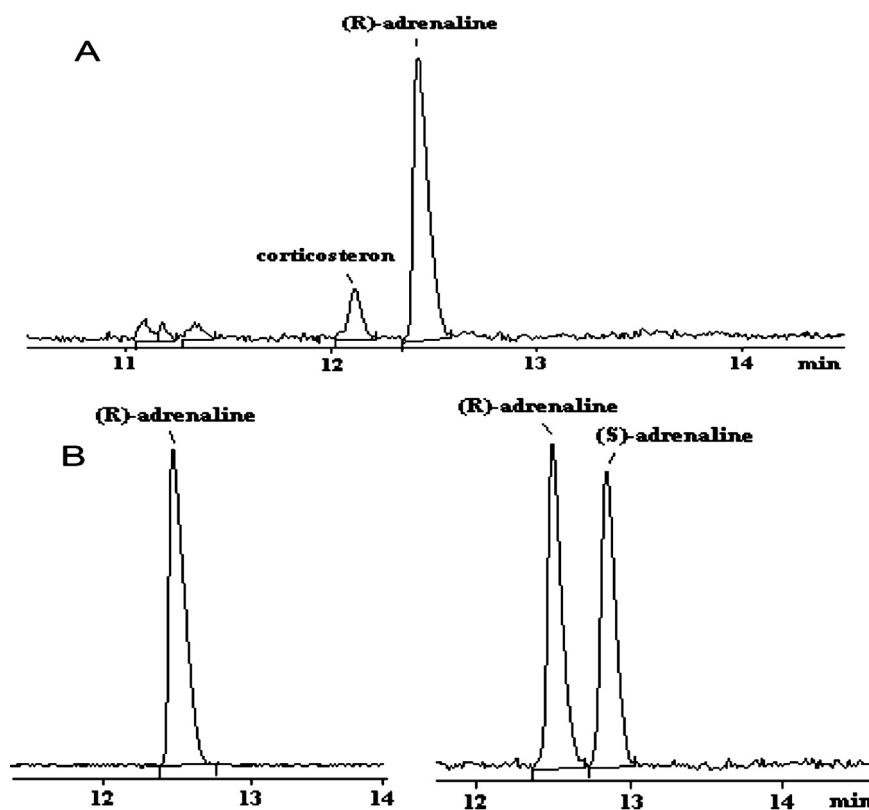 A
(R)-adrenaline
corticosteron
11 12 13 14 min
B
(R)-adrenaline
12 13 14
(R)-adrenaline
(S)-adrenaline
12 13 14 min